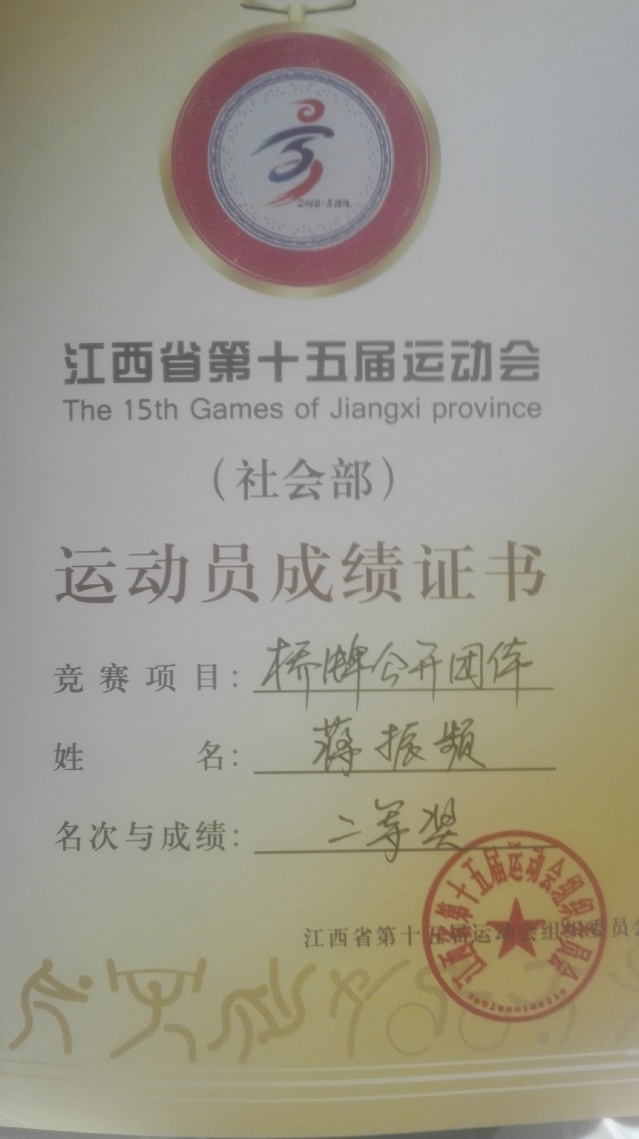 江西省第十五届运动会
The 15th Games of Jiangxi province
(社会部)
运动员成绩证书
竞赛项目: 桥牌公开团体
姓名: 蒋振频
名次与成绩: 二等奖
江西省第十五届运动会组织委员会